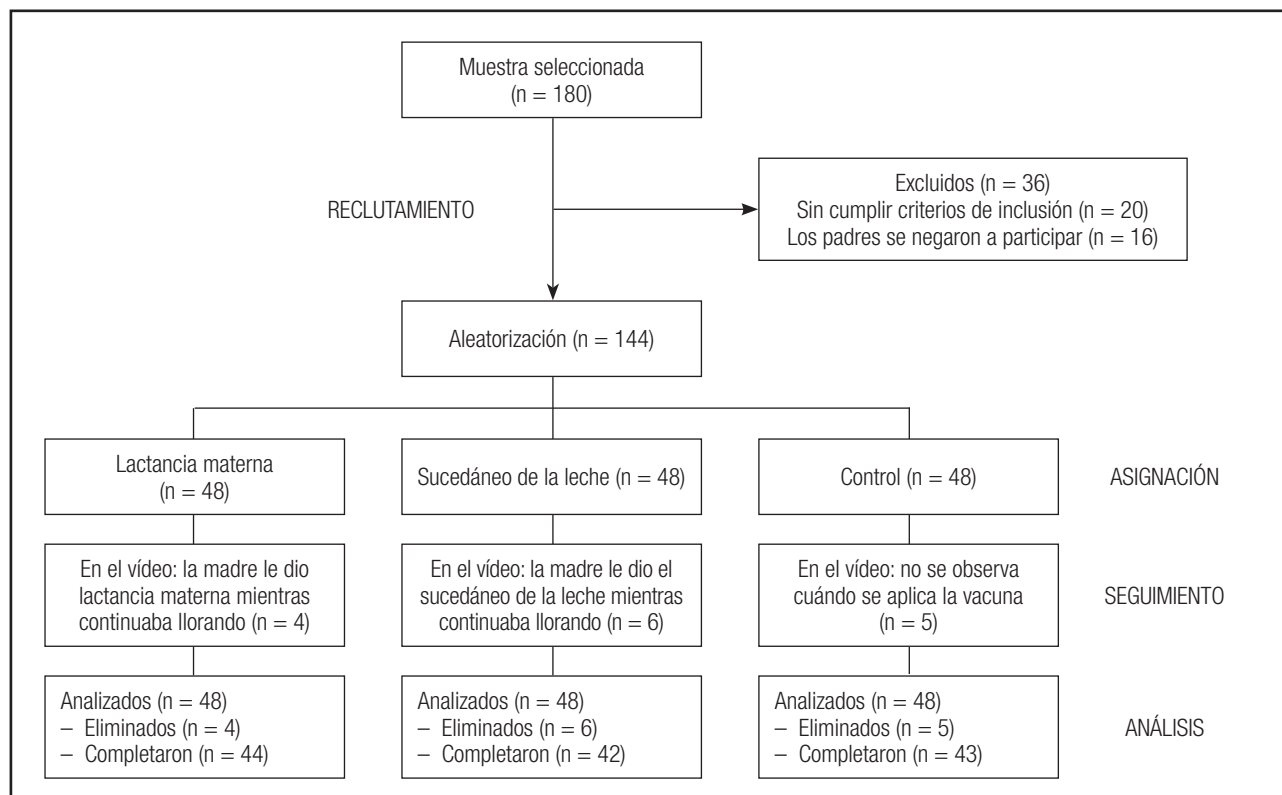 Muestra seleccionada
(n = 180)
RECLUTAMIENTO
Excluidos (n = 36)
Sin cumplir criterios de inclusión (n = 20)
Los padres se negaron a participar (n = 16)
Aleatorización (n = 144)
Lactancia materna
(n = 48)
Sucedáneo de la leche (n = 48)
Control (n = 48)
ASIGNACIÓN
En el vídeo: la madre le dio
lactancia materna mientras
continuaba llorando (n = 4)
En el vídeo: la madre le dio el
sucedáneo de la leche mientras
continuaba llorando (n = 6)
En el vídeo: no se observa
cuándo se aplica la vacuna
(n = 5)
SEGUIMIENTO
Analizados (n = 48)
– Eliminados (n = 4)
– Completaron (n = 44)
Analizados (n = 48)
– Eliminados (n = 6)
– Completaron (n = 42)
Analizados (n = 48)
– Eliminados (n = 5)
– Completaron (n = 43)
ANÁLISIS